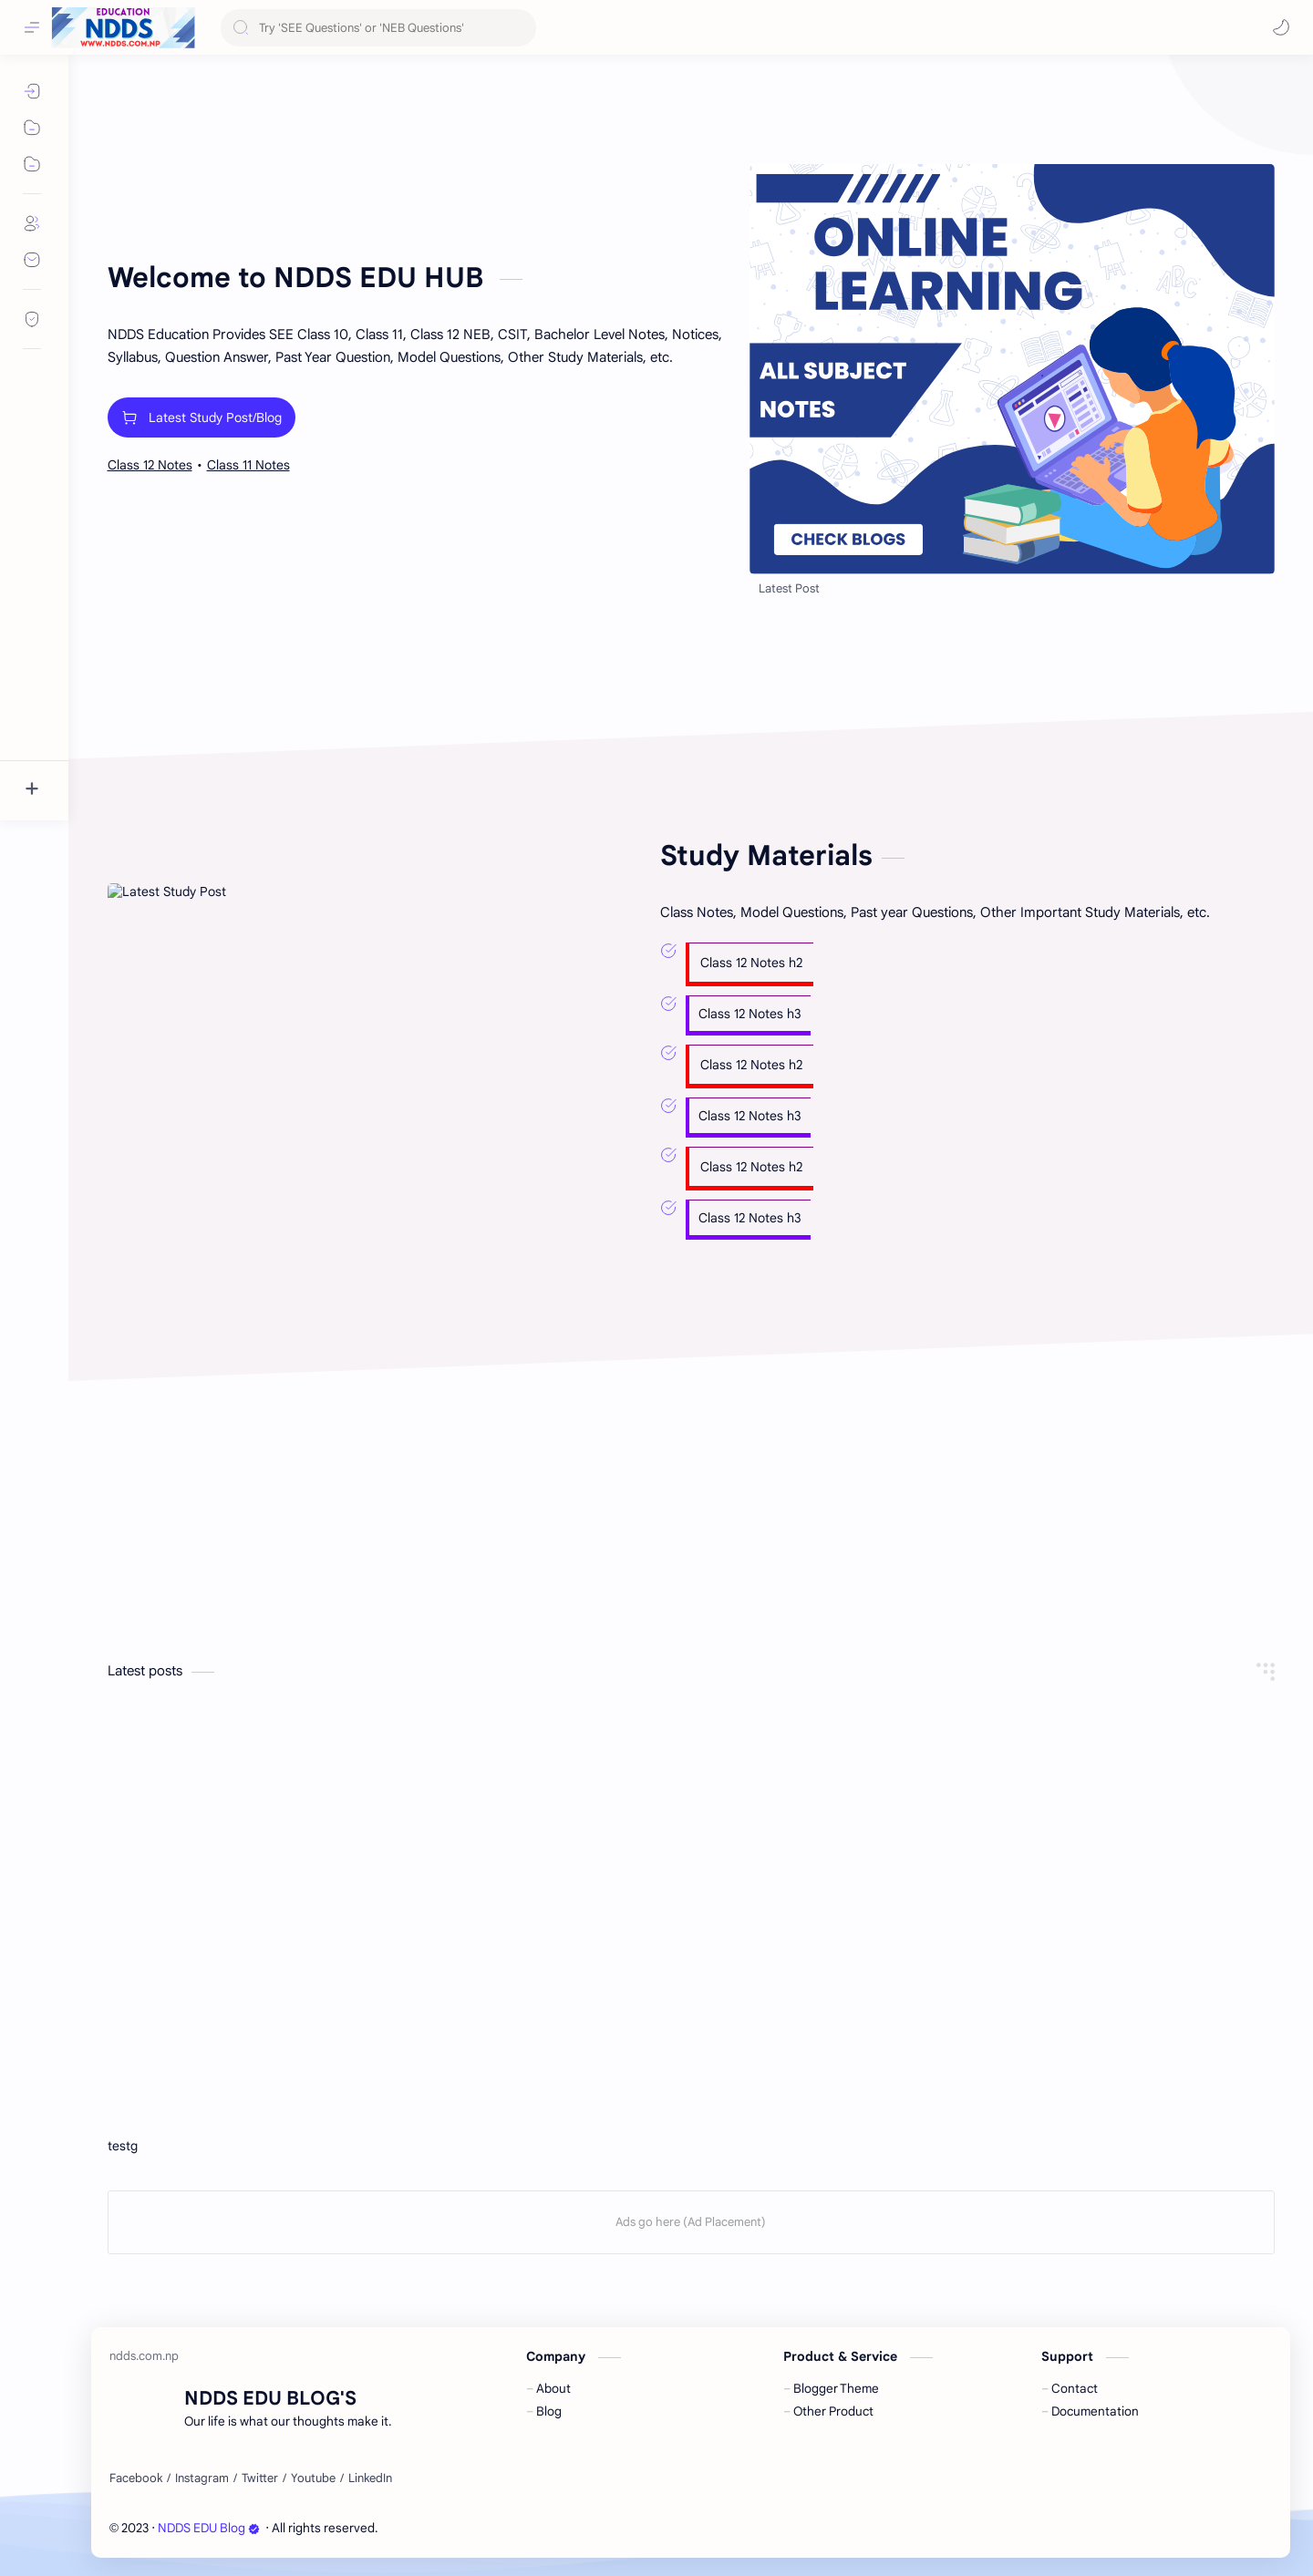 EDUCATION
NDDS
WWW.NDDS.COM.NP
Try 'SEE Questions' or 'NEB Questions'
Welcome to NDDS EDU HUB
NDDS Education Provides SEE Class 10, Class 11, Class 12 NEB, CSIT, Bachelor Level Notes, Notices,
Syllabus, Question Answer, Past Year Question, Model Questions, Other Study Materials, etc.
Latest Study Post/Blog
Class 12 Notes • Class 11 Notes
ONLINE
LEARNING
ALL SUBJECT
NOTES
CHECK BLOGS
Latest Post
Study Materials
Latest Study Post
Class Notes, Model Questions, Past year Questions, Other Important Study Materials, etc.
Class 12 Notes h2
Class 12 Notes h3
Class 12 Notes h2
Class 12 Notes h3
Class 12 Notes h2
Class 12 Notes h3
Latest posts
testg
Ads go here (Ad Placement)
ndds.com.np
NDDS EDU BLOG'S
Our life is what our thoughts make it.
Facebook / Instagram / Twitter / Youtube / LinkedIn
© 2023 · NDDS EDU Blog · All rights reserved.
Company
About
Blog
Product & Service
Blogger Theme
Other Product
Support
Contact
Documentation